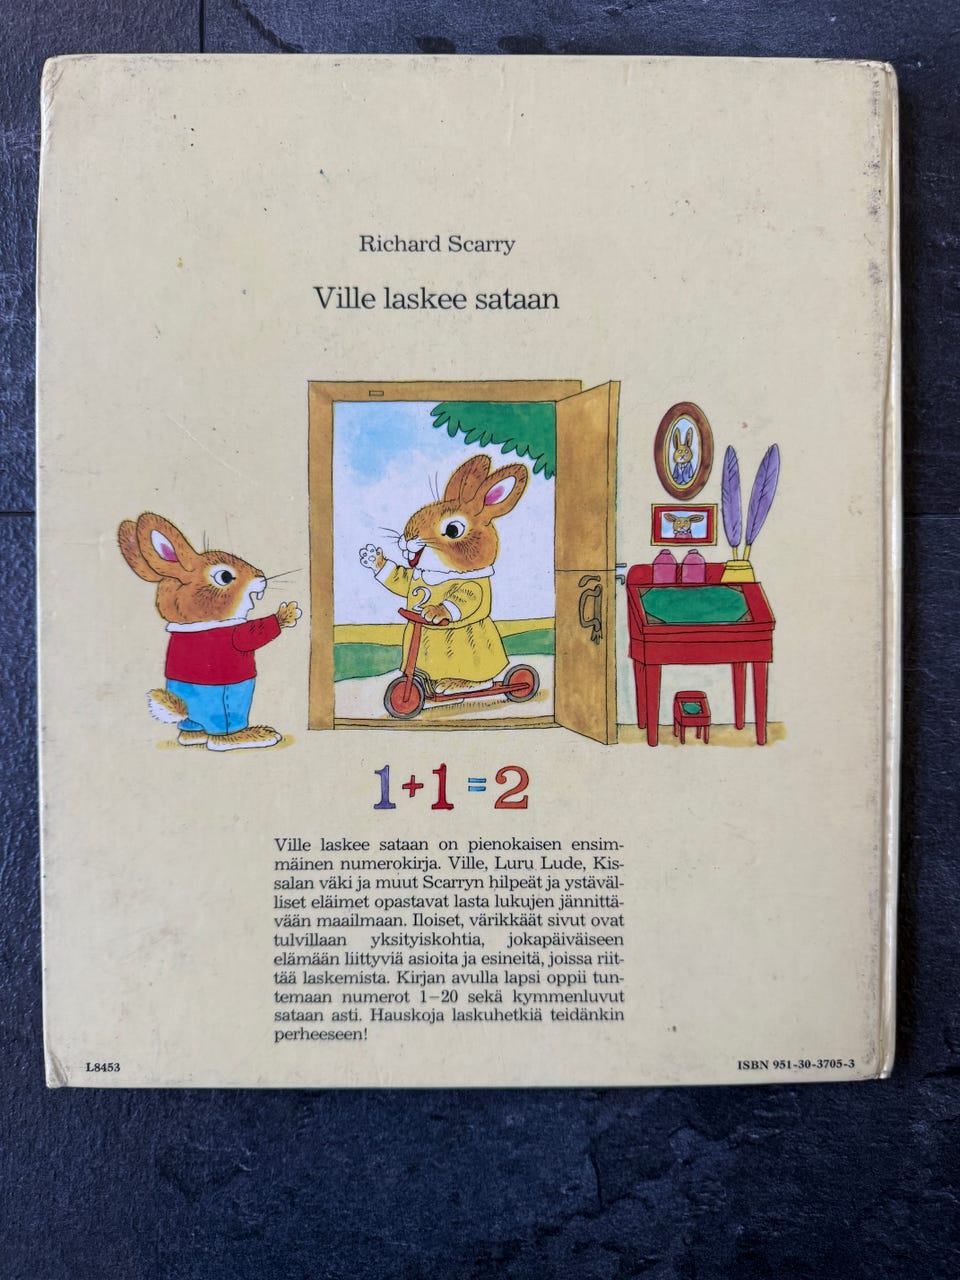 Richard Scarry
Ville laskee sataan
2
1+1=2
Ville laskee sataan on pienokaisen ensim-
mäinen numerokirja. Ville, Luru Lude, Kis-
salan väki ja muut Scarryn hilpeät ja ystäväl-
liset eläimet opastavat lasta lukujen jännittä-
vään maailmaan. Iloiset, värikkäät sivut ovat
tulvillaan yksityiskohtia, jokapäiväiseen
elämään liittyviä asioita ja esineitä, joissa riit-
tää laskemista. Kirjan avulla lapsi oppii tun-
temaan numerot 1–20 sekä kymmenluvut
sataan asti. Hauskoja laskuhetkiä teidänkin
perheeseen!
L8453
ISBN 951-30-3705-3